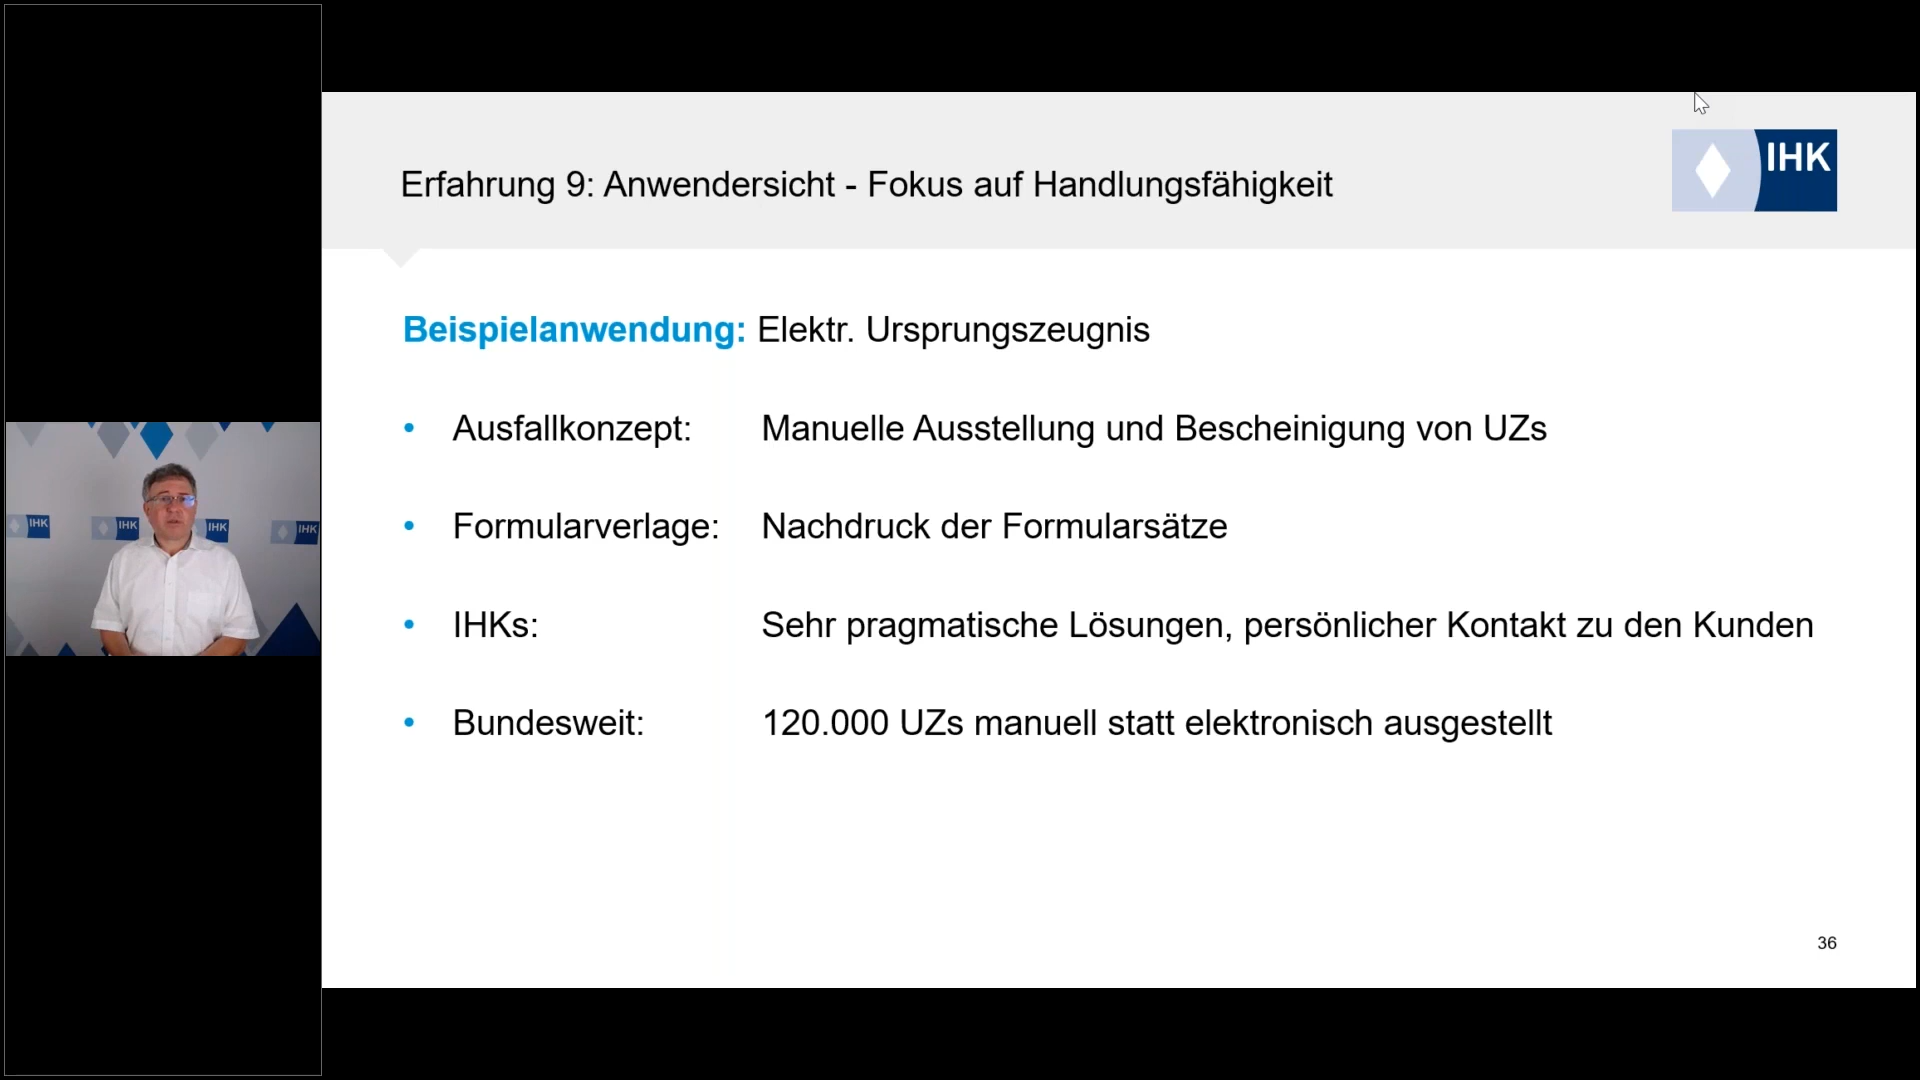 Erfahrung 9: Anwendersicht - Fokus auf Handlungsfähigkeit
IHK
Beispielanwendung: Elektr. Ursprungszeugnis
• Ausfallkonzept: Manuelle Ausstellung und Bescheinigung von UZs
• Formularverlage: Nachdruck der Formularsätze
• IHKs: Sehr pragmatische Lösungen, persönlicher Kontakt zu den Kunden
• Bundesweit: 120.000 UZs manuell statt elektronisch ausgestellt
36
IHK
IHK
IHK
IHK